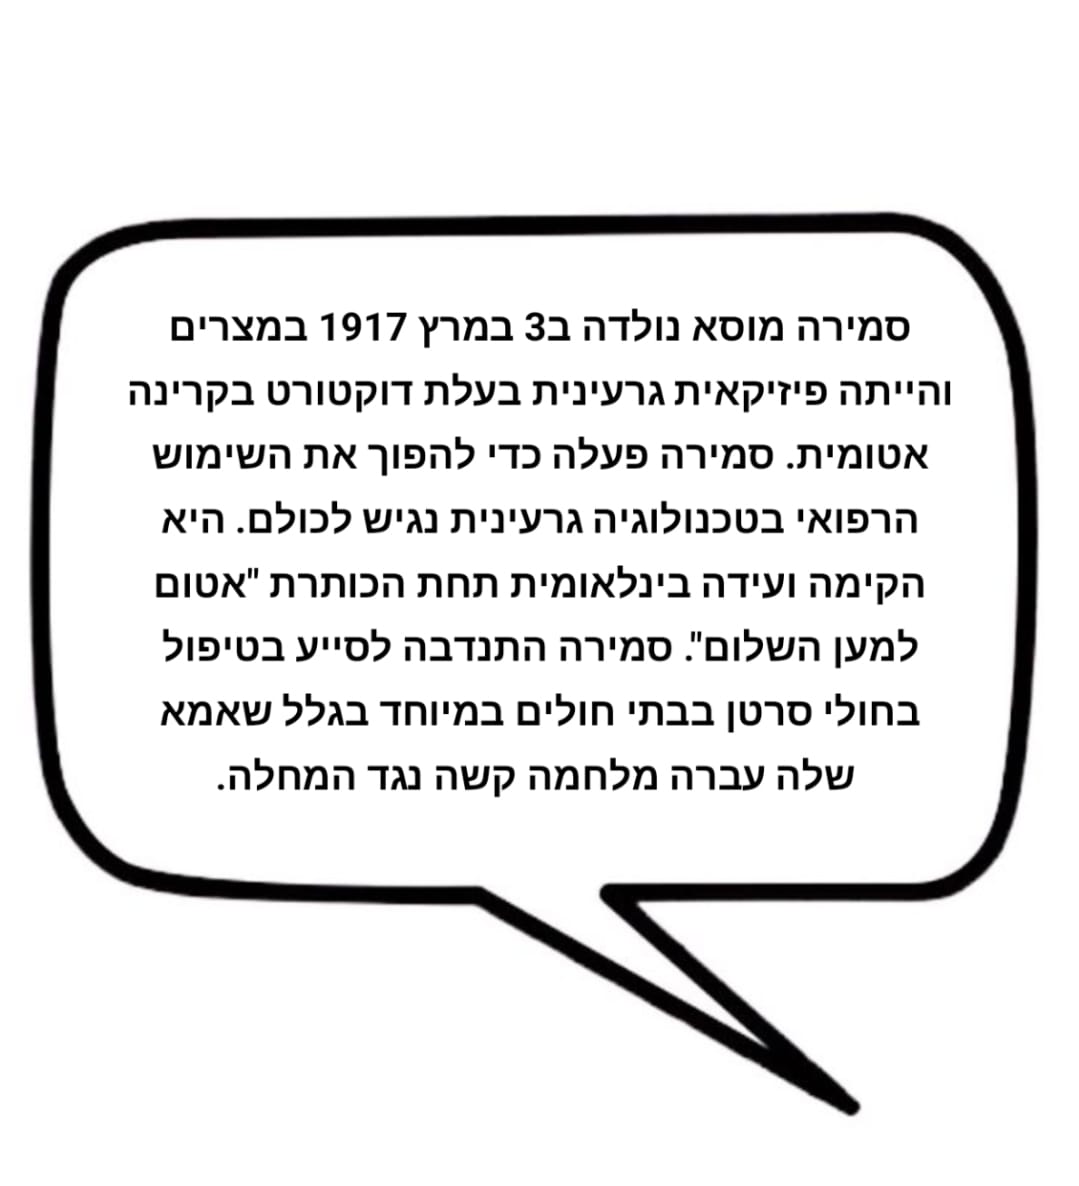 סמירה מוסא נולדה ב3 במרץ 1917 במצרים
והייתה פיזיקאית גרעינית בעלת דוקטורט בקרינה
אטומית. סמירה פעלה כדי להפוך את השימוש
הרפואי בטכנולוגיה גרעינית נגיש לכולם. היא
הקימה ועידה בינלאומית תחת הכותרת "אטום
למען השלום". סמירה התנדבה לסייע בטיפול
בחולי סרטן בבתי חולים במיוחד בגלל שאמא
שלה עברה מלחמה קשה נגד המחלה.